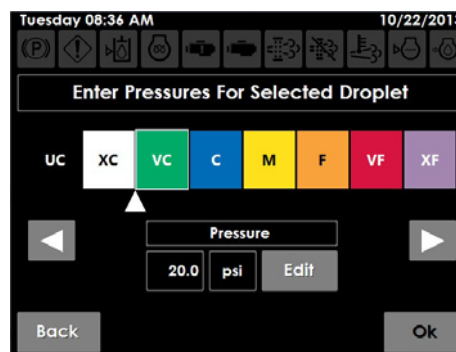 Tuesday 08:36 AM 10/22/2013
(P)
Enter Pressures For Selected Droplet
UC XC VC C M F VF XF
Pressure
20.0 psi Edit
Back Ok